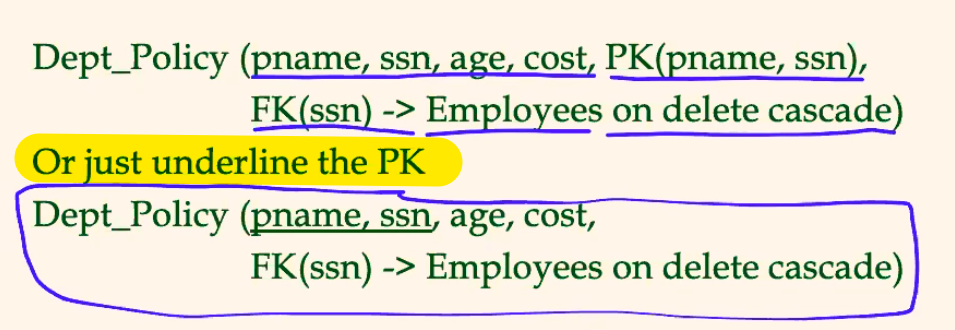 Dept_Policy (pname, ssn, age, cost, PK(pname, ssn),
FK(ssn) -> Employees on delete cascade)
Or just underline the PK
Dept_Policy (pname, ssn, age, cost,
FK(ssn) -> Employees on delete cascade)